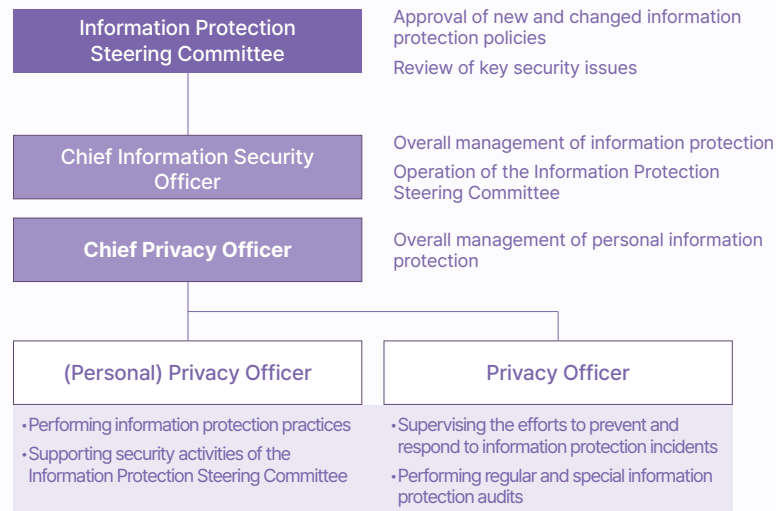 Information Protection
Steering Committee
Approval of new and changed information
protection policies
Review of key security issues
Chief Information Security
Officer
Overall management of information protection
Operation of the Information Protection
Steering Committee
Chief Privacy Officer
Overall management of personal information
protection
(Personal) Privacy Officer
•Performing information protection practices
•Supporting security activities of the
Information Protection Steering Committee
Privacy Officer
•Supervising the efforts to prevent and
respond to information protection incidents
•Performing regular and special information
protection audits